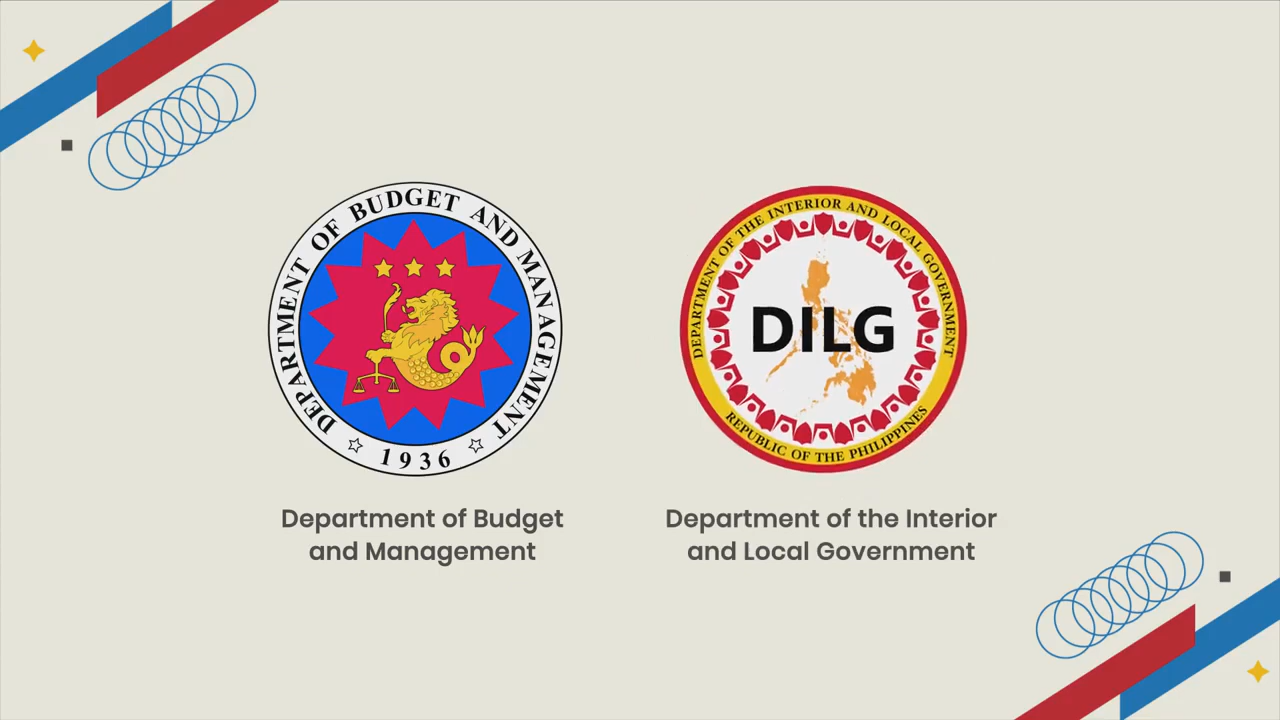 DEPARTMENT OF BUDGET AND MANAGEMENT
1936
DEPARTMENT OF THE INTERIOR AND LOCAL GOVERNMENT
DILG
REPUBLIC OF THE PHILIPPINES
Department of Budget
and Management
Department of the Interior
and Local Government